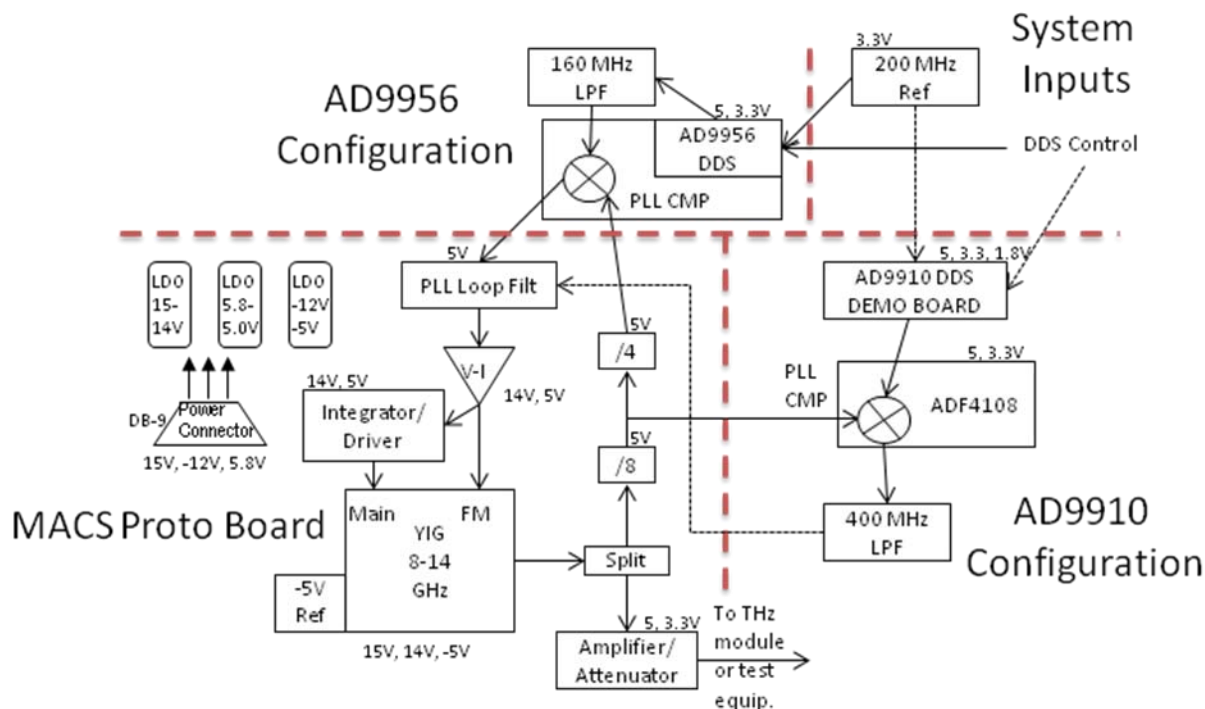 System
Inputs
3.3V
200 MHz
Ref
DDS Control
AD9956
Configuration
160 MHz
LPF
5, 3.3V
AD9956
DDS
PLL CMP
5V
PLL Loop Filt
LDO
15-
14V
LDO
5.8-
5.0V
LDO
-12V
-5V
DB-9
Power
Connector
15V, -12V, 5.8V
V-I
14V, 5V
14V, 5V
Integrator/
Driver
5V
/4
5V
/8
MACS Proto Board
Main
FM
YIG
8-14
GHz
-5V
Ref
15V, 14V, -5V
Split
5, 3.3V
Amplifier/
Attenuator
To THz
module
or test
equip.
5, 3.3, 1.8V
AD9910 DDS
DEMO BOARD
5, 3.3V
PLL
CMP
ADF4108
400 MHz
LPF
AD9910
Configuration